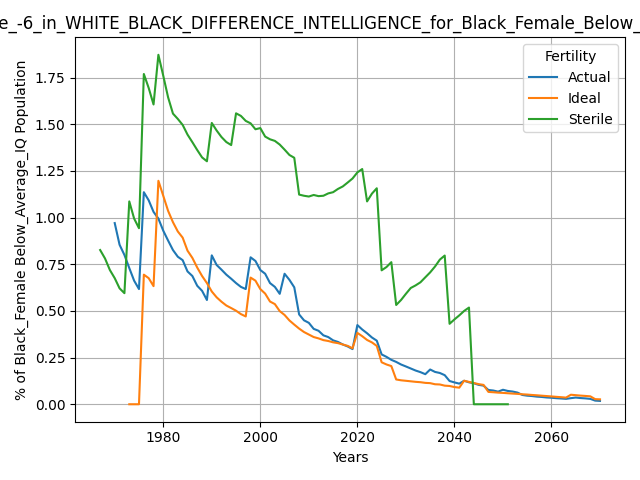 e_-6_in_WHITE_BLACK_DIFFERENCE_INTELLIGENCE_for_Black_Female_Below_
% of Black_Female Below_Average_IQ Population
1.75
1.50
1.25
1.00
0.75
0.50
0.25
0.00
Fertility
Actual
Ideal
Sterile
1980
2000
2020
2040
2060
Years